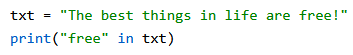 txt = "The best things in life are free!"
print("free" in txt)